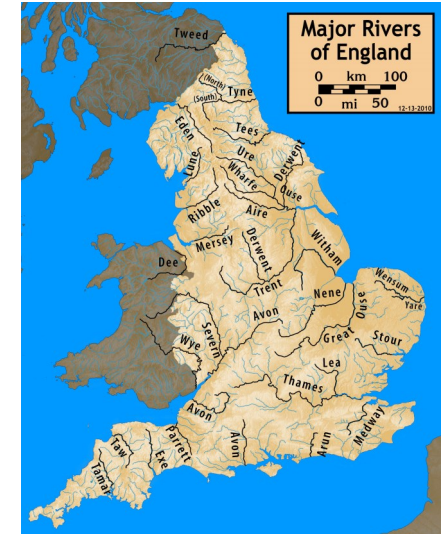 Major Rivers
of England
0 km 100
0 mi 50
12-13-2010
Tweed
(North)
Tyne
(South)
Eden
Tees
Ure
Derwent
Lune
Wharfe
Ouse
Ribble
Aire
Mersey
Derwent
Witham
Dee
Trent
Nene
Wensum
Yare
Avon
Great Ouse
Severn
Wye
Stour
Lea
Thames
Avon
Avon
Arun
Medway
Parrett
Exe
Taw
Tamar